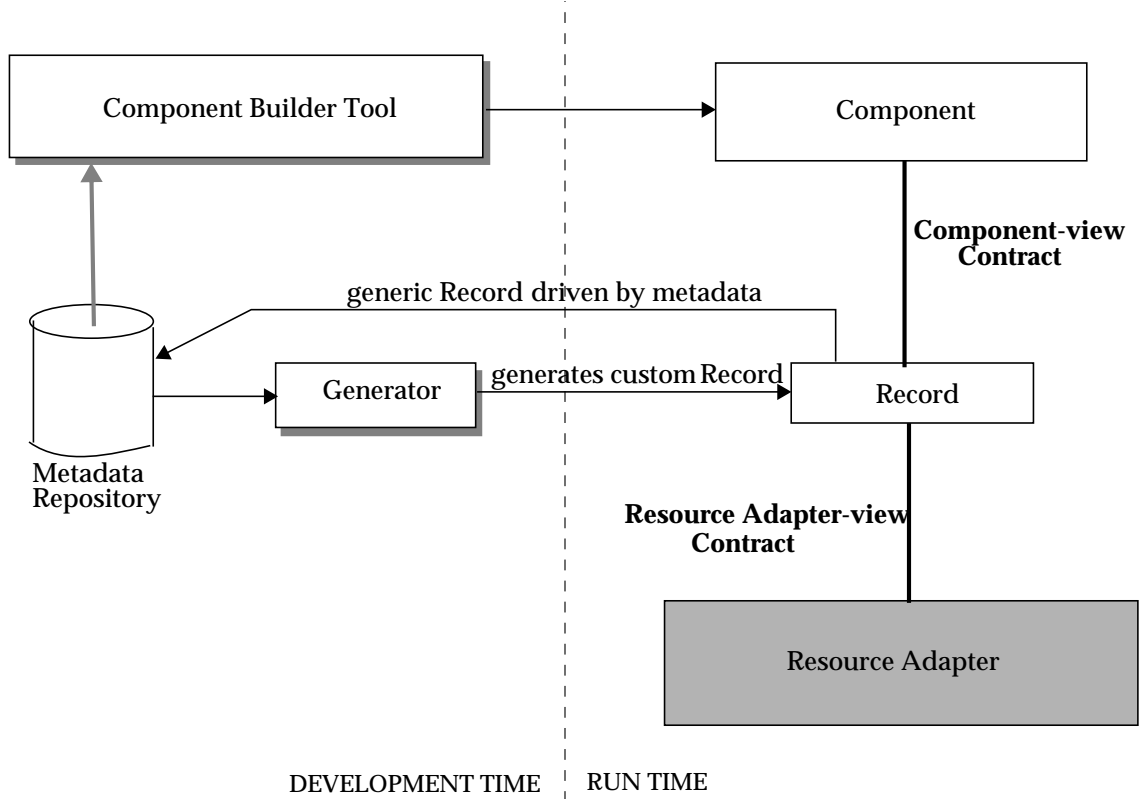 Component Builder Tool
Component
Component-view
Contract
generic Record driven by metadata
Generator
generates custom Record
Record
Metadata
Repository
Resource Adapter-view
Contract
Resource Adapter
DEVELOPMENT TIME
RUN TIME